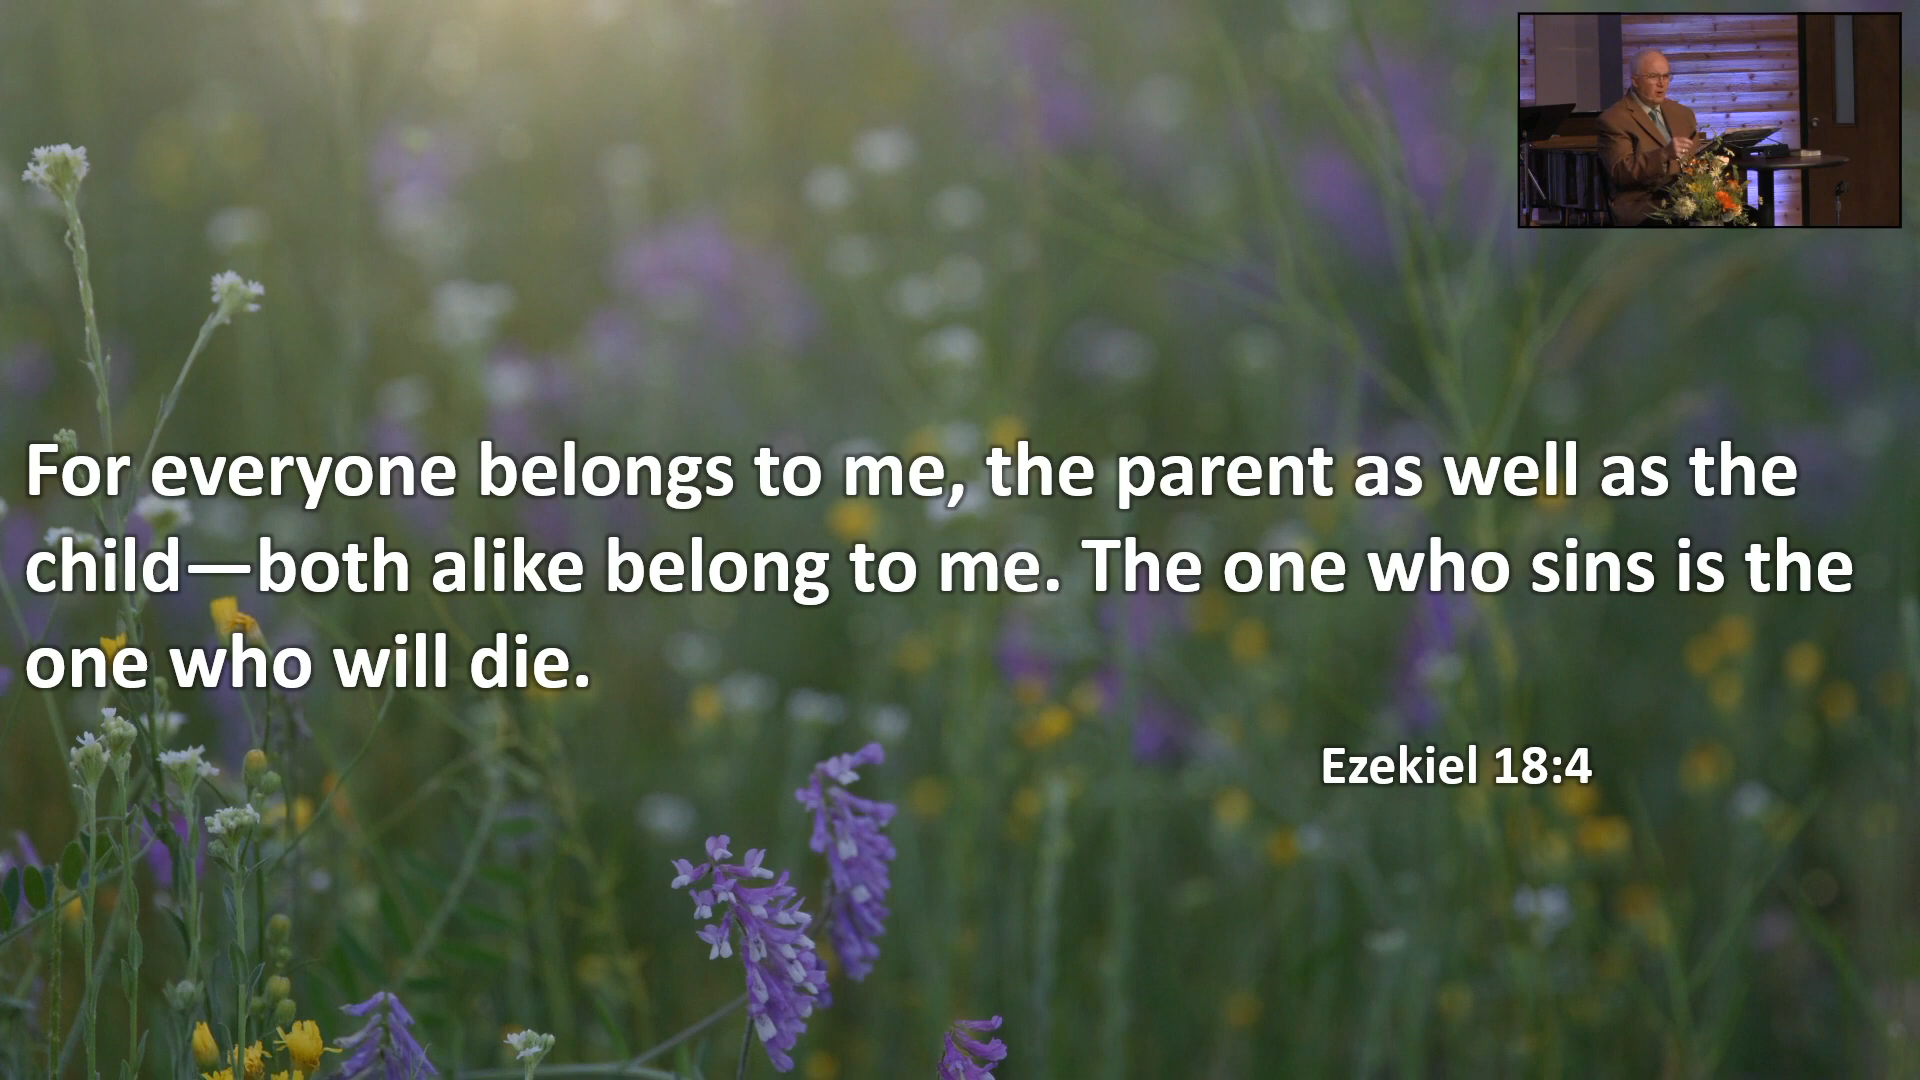 For everyone belongs to me, the parent as well as the
child—both alike belong to me. The one who sins is the
one who will die.
Ezekiel 18:4